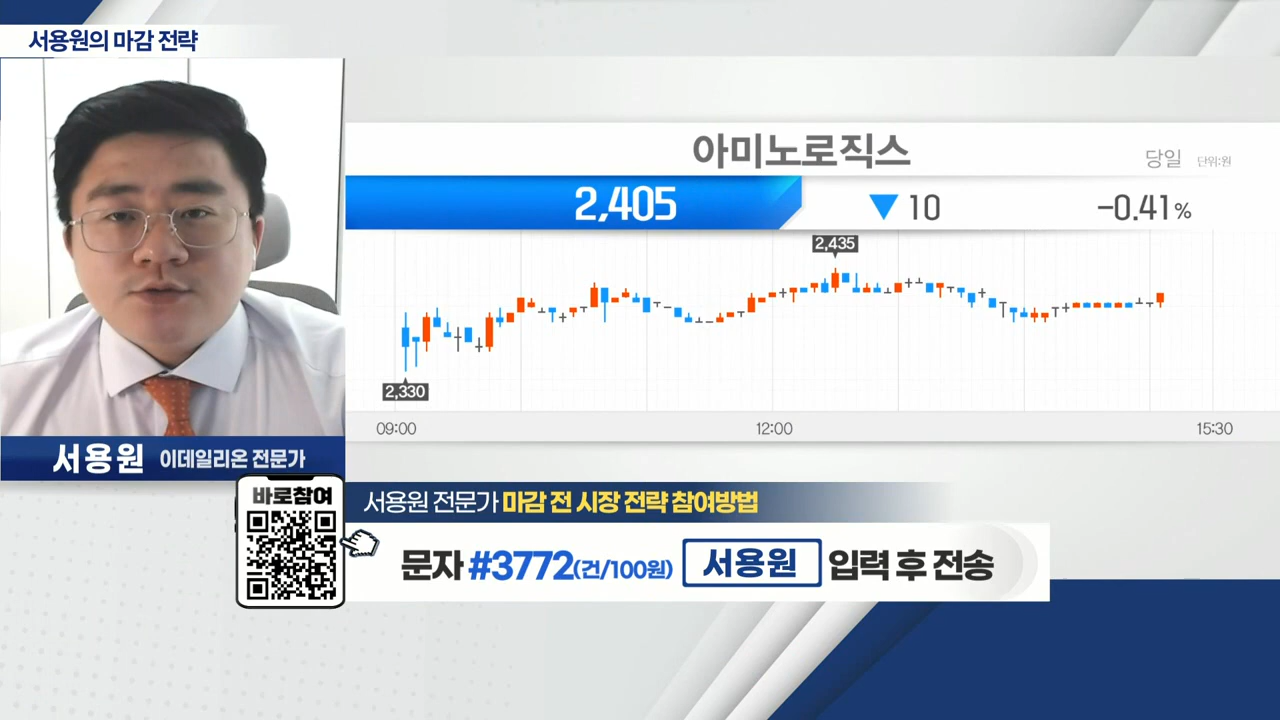 서용원의 마감 전략
아미노로직스
당일 단위:원
2,405 ▼10 -0.41%
2,435
2,330
09:00 12:00 15:30
서용원 이데일리온 전문가
바로참여
서용원 전문가 마감 전 시장 전략 참여방법
문자 #3772(건/100원) 서용원 입력 후 전송